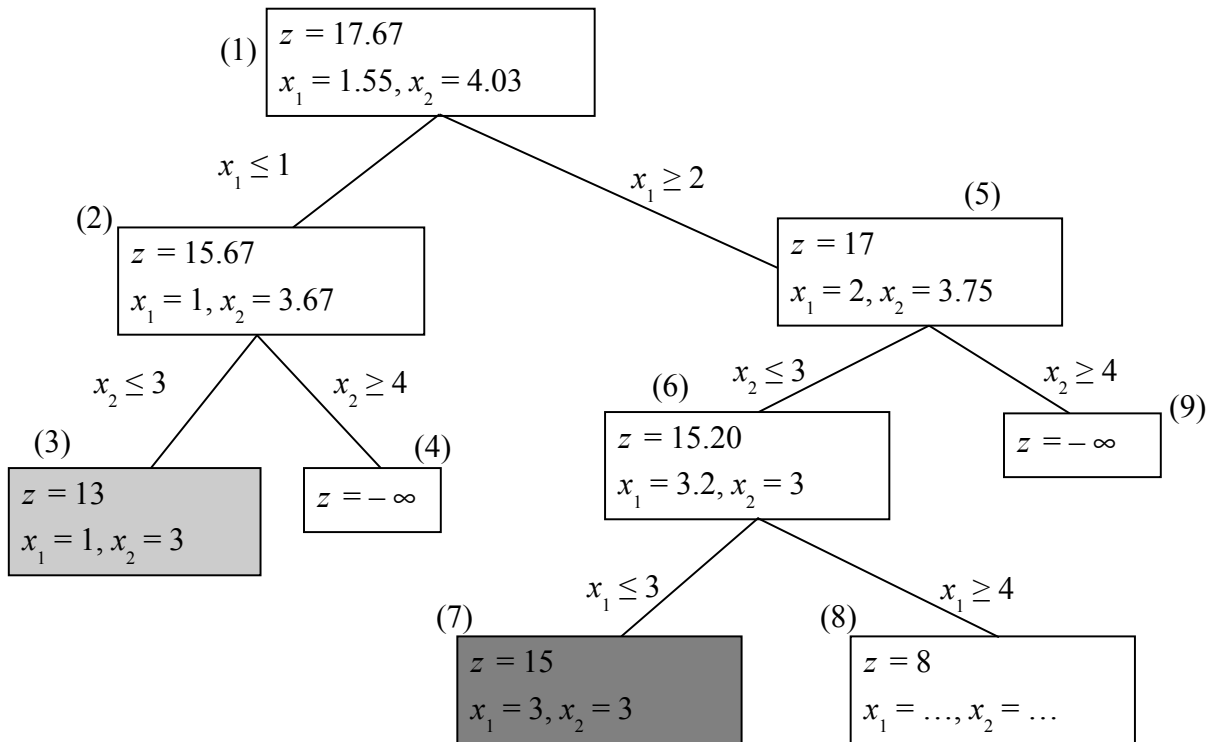 (1)
z = 17.67
x₁ = 1.55, x₂ = 4.03
x₁ ≤ 1
x₁ ≥ 2
(2)
z = 15.67
x₁ = 1, x₂ = 3.67
(5)
z = 17
x₁ = 2, x₂ = 3.75
x₂ ≤ 3
x₂ ≥ 4
x₂ ≤ 3
x₂ ≥ 4
(3)
z = 13
x₁ = 1, x₂ = 3
(4)
z = – ∞
(6)
z = 15.20
x₁ = 3.2, x₂ = 3
(9)
z = – ∞
x₁ ≤ 3
x₁ ≥ 4
(7)
z = 15
x₁ = 3, x₂ = 3
(8)
z = 8
x₁ = …, x₂ = …